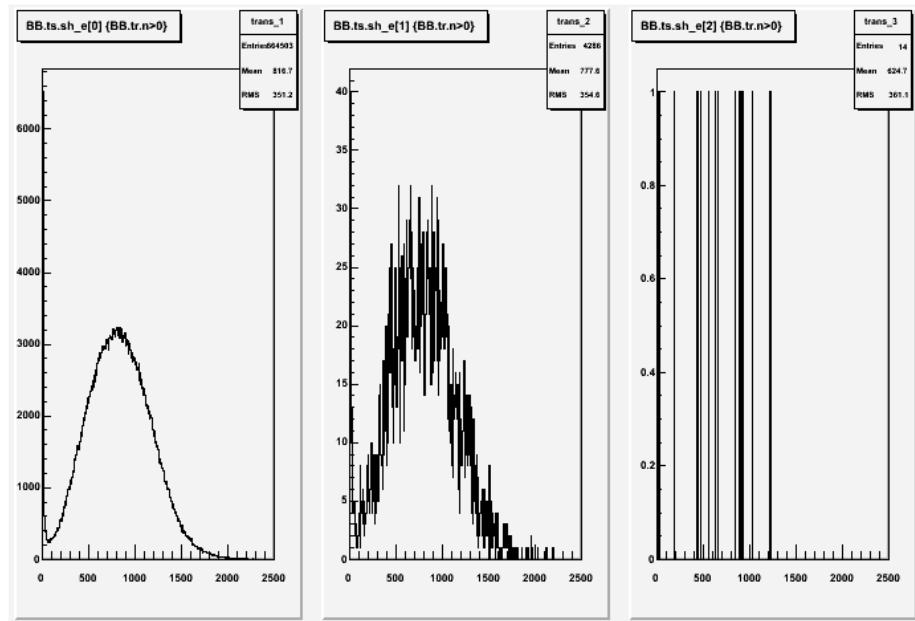 BB.ts.sh_e[0] {BB.tr.n>0}
trans_1
Entries 664503
Mean 816.7
RMS 351.2
6000
5000
4000
3000
2000
1000
0
0 500 1000 1500 2000 2500
BB.ts.sh_e[1] {BB.tr.n>0}
trans_2
Entries 4286
Mean 777.6
RMS 354.6
40
35
30
25
20
15
10
5
0
0 500 1000 1500 2000 2500
BB.ts.sh_e[2] {BB.tr.n>0}
trans_3
Entries 14
Mean 624.7
RMS 361.1
1
0.8
0.6
0.4
0.2
0
0 500 1000 1500 2000 2500